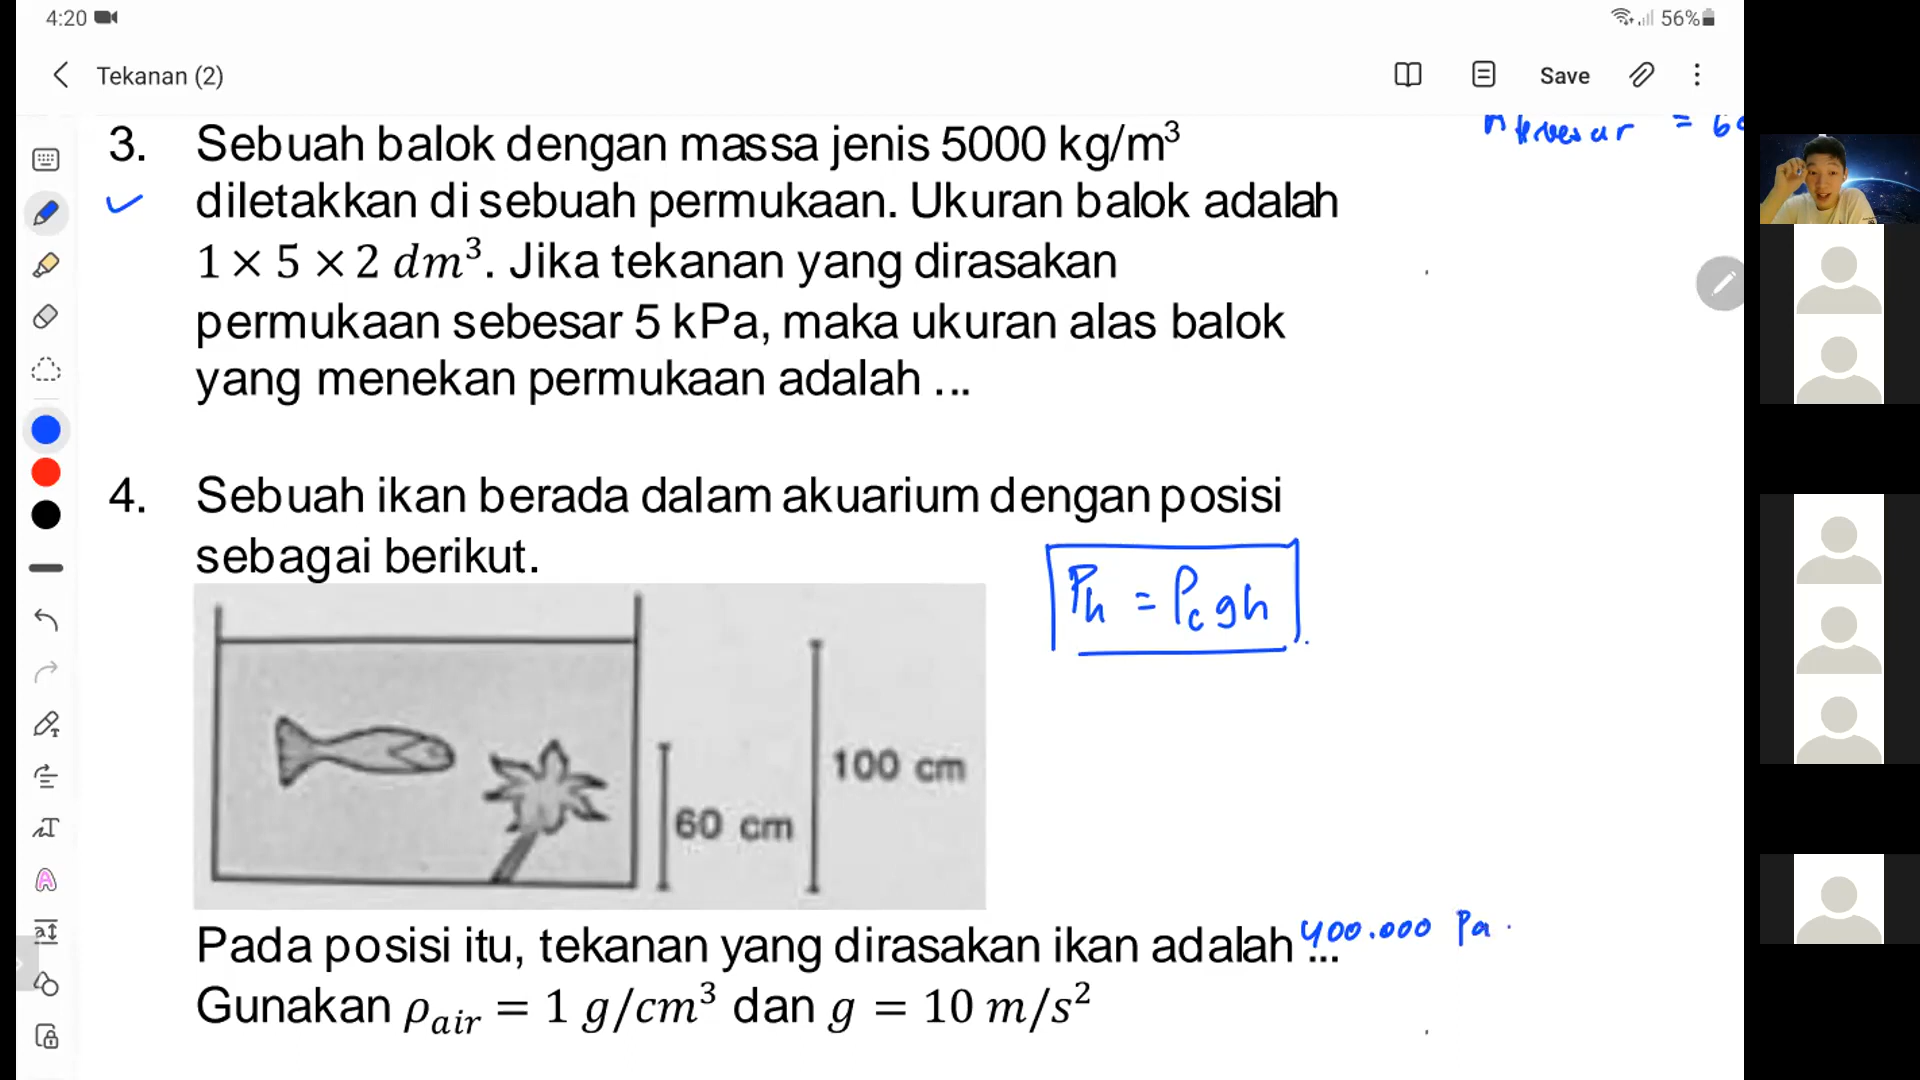 4:20
56%
Tekanan (2)
Save
= 60
3. Sebuah balok dengan massa jenis 5000 kg/m³
diletakkan di sebuah permukaan. Ukuran balok adalah
1 × 5 × 2 dm³. Jika tekanan yang dirasakan
permukaan sebesar 5 kPa, maka ukuran alas balok
yang menekan permukaan adalah ...
4. Sebuah ikan berada dalam akuarium dengan posisi
sebagai berikut.
Ph = ρc g h
100 cm
60 cm
Pada posisi itu, tekanan yang dirasakan ikan adalah ... 400.000 Pa.
Gunakan ρair = 1 g/cm³ dan g = 10 m/s²